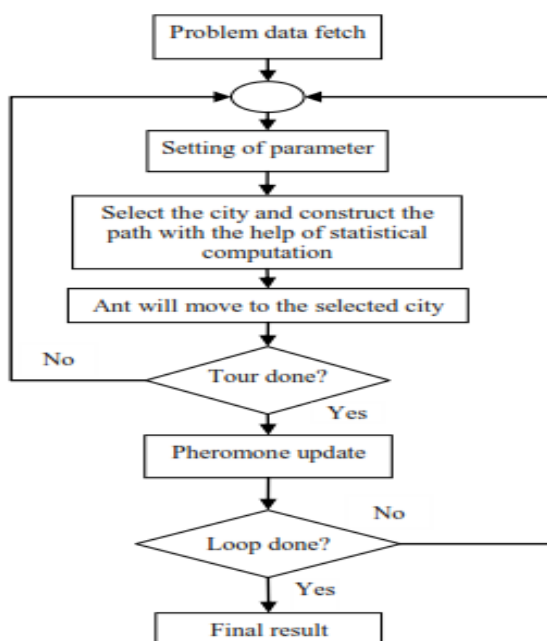 Problem data fetch
Setting of parameter
Select the city and construct the
path with the help of statistical
computation
Ant will move to the selected city
No
Tour done?
Yes
Pheromone update
No
Loop done?
Yes
Final result